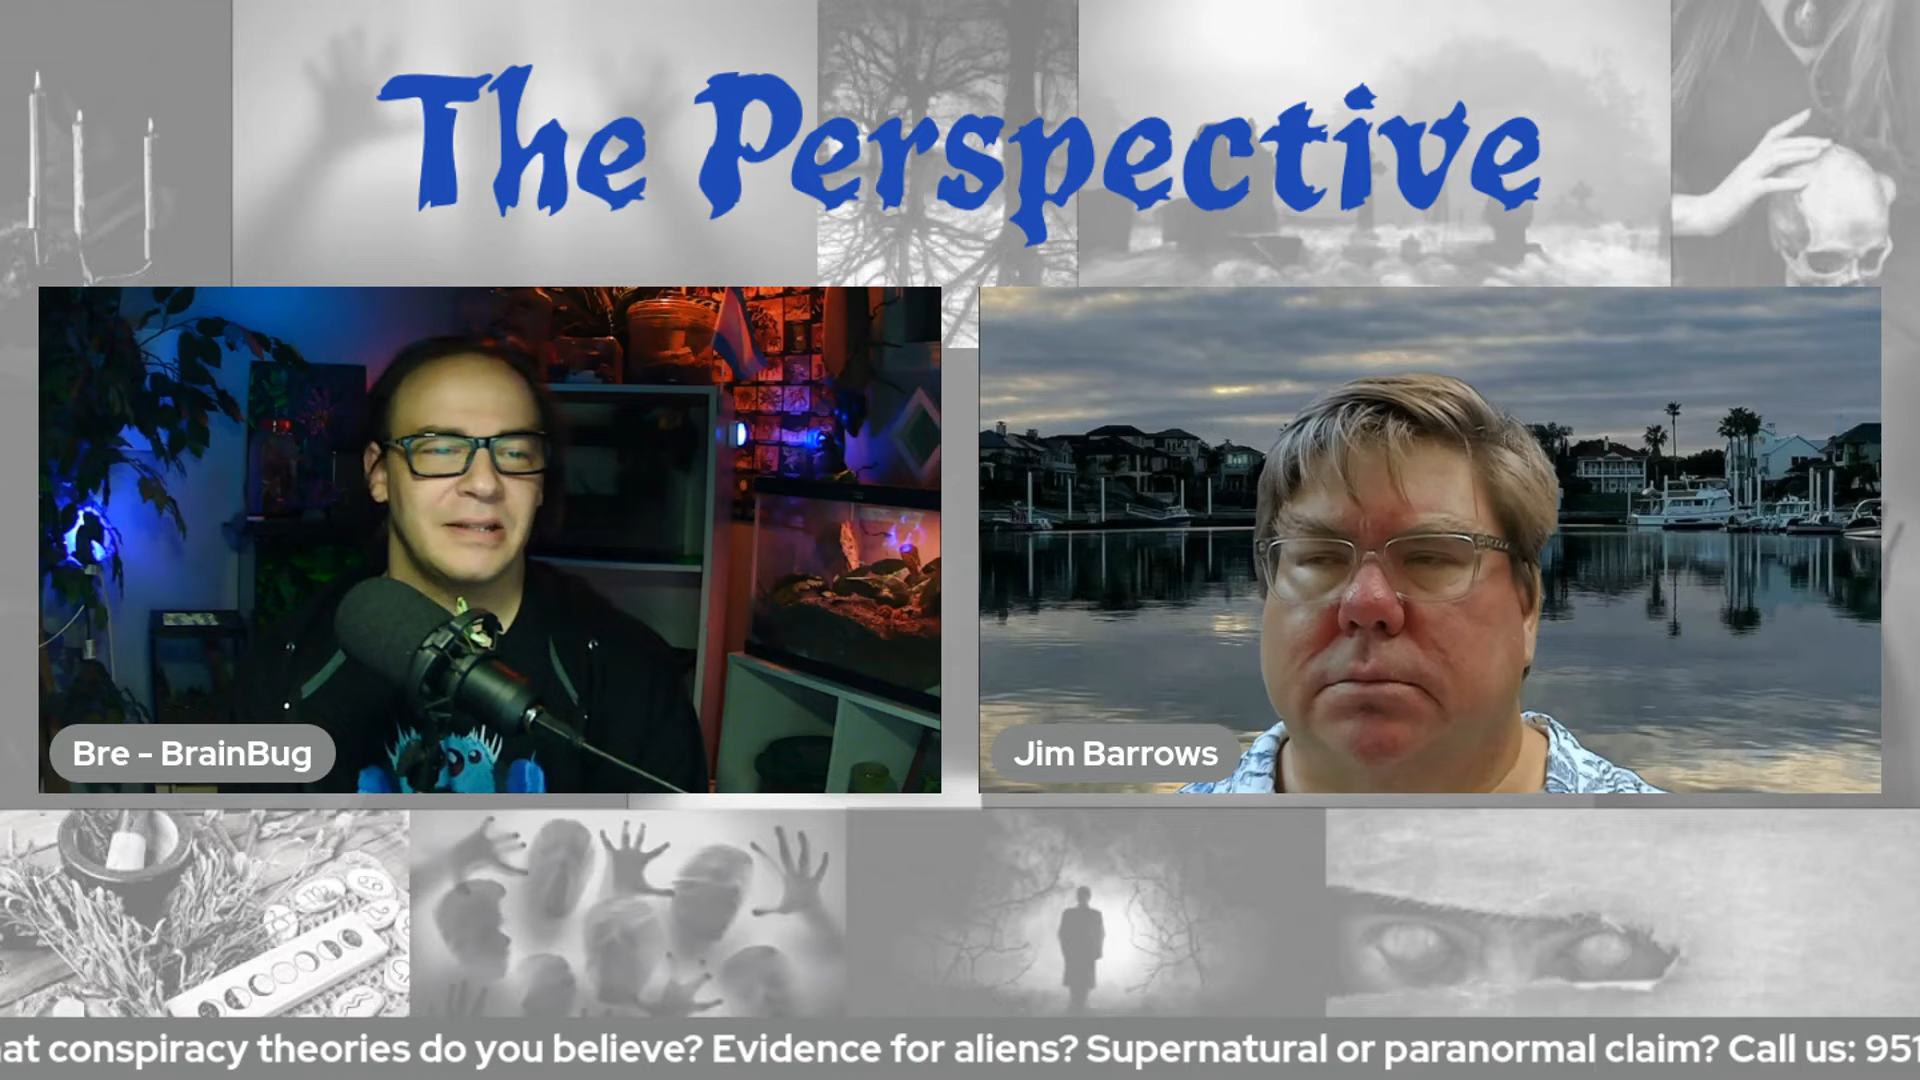 The Perspective
Bre - BrainBug
Jim Barrows
conspiracy theories do you believe? Evidence for aliens? Supernatural or paranormal claim? Call us: 951